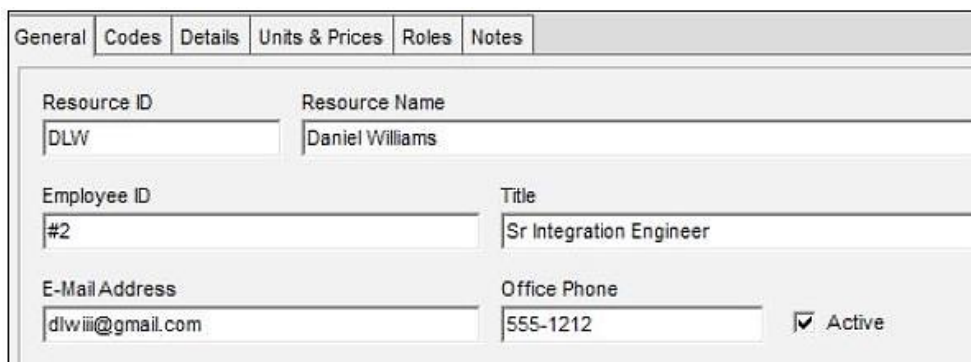 General Codes Details Units & Prices Roles Notes
Resource ID Resource Name
DLW Daniel Williams
Employee ID Title
#2 Sr Integration Engineer
E-Mail Address Office Phone
dlwiii@gmail.com 555-1212 Active